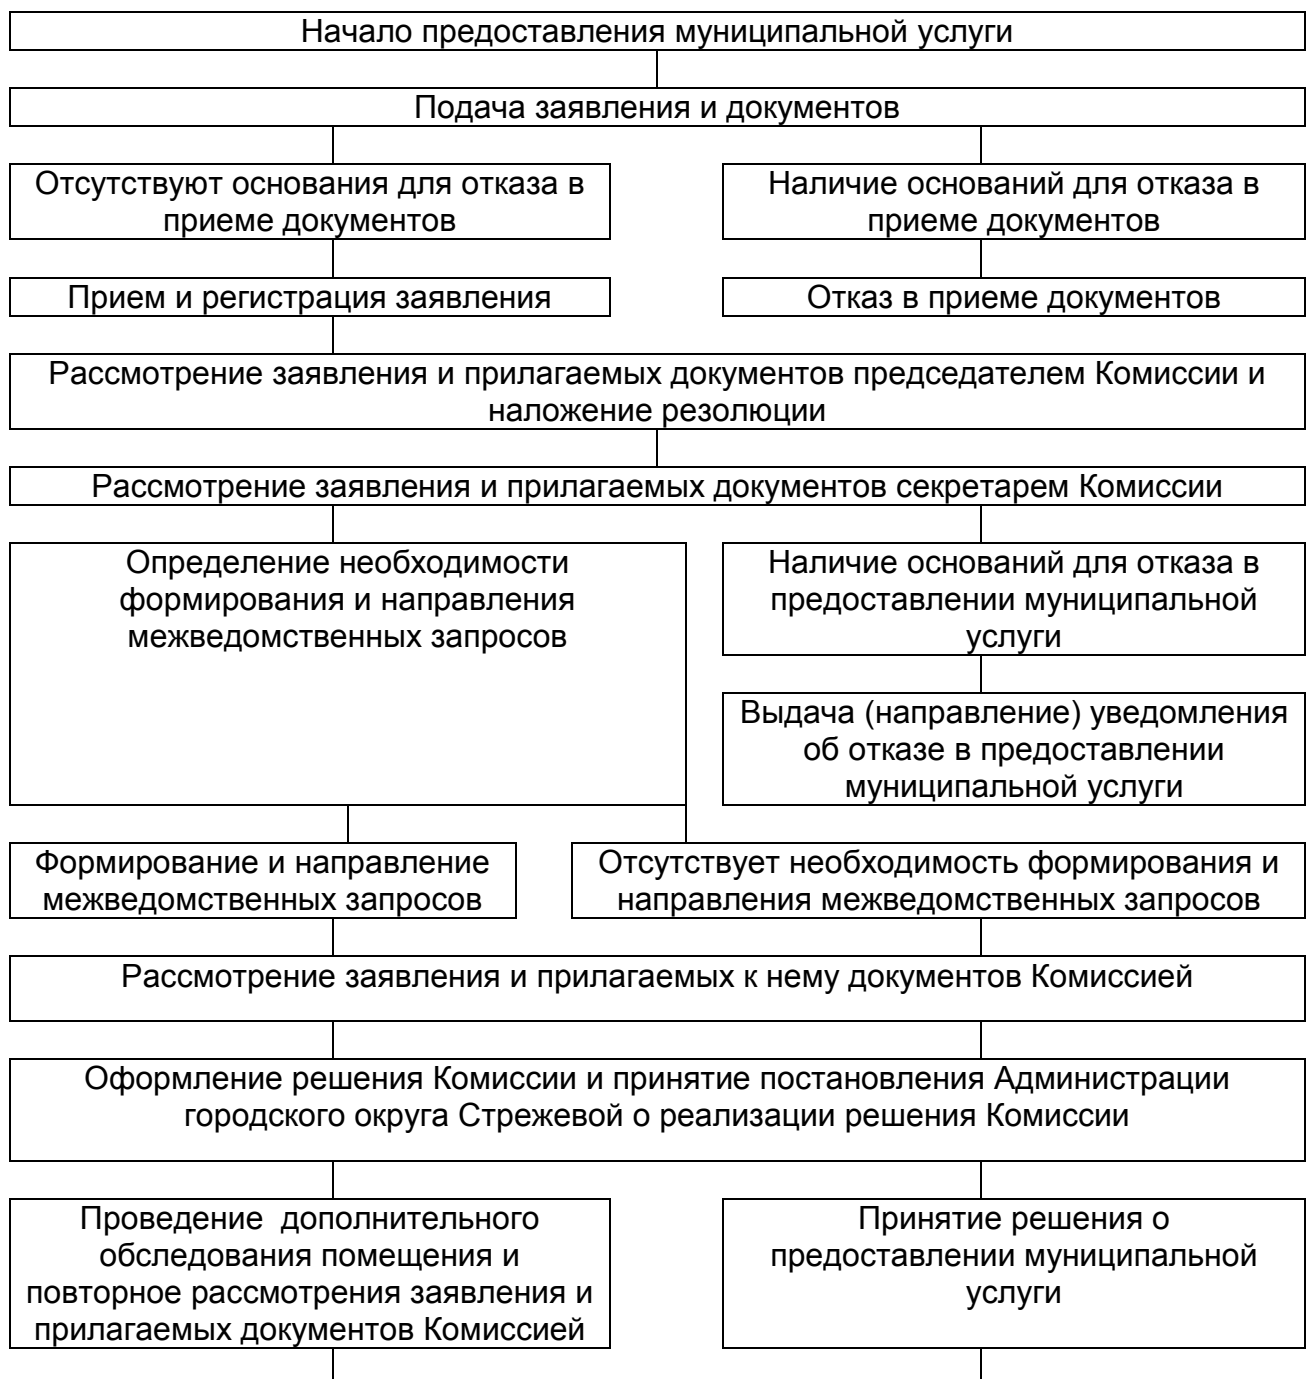 Начало предоставления муниципальной услуги
Подача заявления и документов
Отсутствуют основания для отказа в
приеме документов
Наличие оснований для отказа в
приеме документов
Прием и регистрация заявления
Отказ в приеме документов
Рассмотрение заявления и прилагаемых документов председателем Комиссии и
наложение резолюции
Рассмотрение заявления и прилагаемых документов секретарем Комиссии
Определение необходимости
формирования и направления
межведомственных запросов
Наличие оснований для отказа в
предоставлении муниципальной
услуги
Выдача (направление) уведомления
об отказе в предоставлении
муниципальной услуги
Формирование и направление
межведомственных запросов
Отсутствует необходимость формирования и
направления межведомственных запросов
Рассмотрение заявления и прилагаемых к нему документов Комиссией
Оформление решения Комиссии и принятие постановления Администрации
городского округа Стрежевой о реализации решения Комиссии
Проведение  дополнительного
обследования помещения и
повторное рассмотрения заявления и
прилагаемых документов Комиссией
Принятие решения о
предоставлении муниципальной
услуги